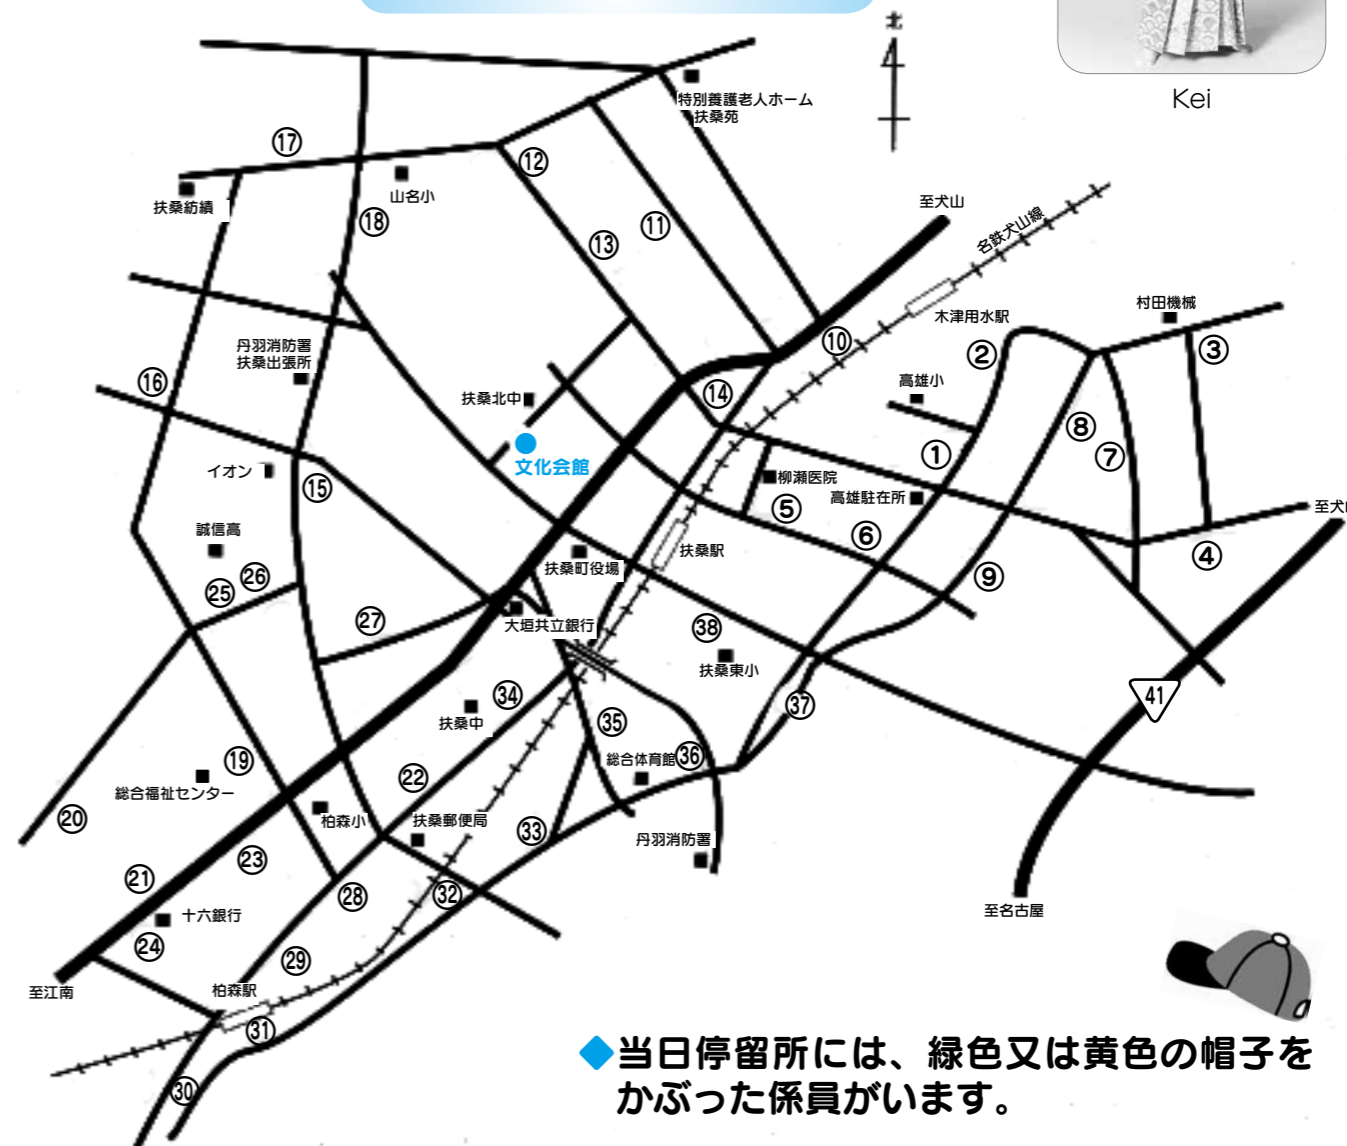 北
Kei
特別養護老人ホーム
扶桑苑
⑰
⑫
山名小
扶桑紡績
⑱
⑪
⑬
至犬山
名鉄犬山線
木津用水駅
村田機械
⑩
②
③
丹羽消防署
扶桑出張所
⑯
⑭
高雄小
扶桑北中
⑧
文化会館
①
⑦
イオン
⑮
柳瀬医院
高雄駐在所
⑤
至犬山
誠信高
扶桑駅
⑥
④
扶桑町役場
㉖
㉕
⑨
㉗
大垣共立銀行
㊳
扶桑東小
㉞
㊲
41
扶桑中
㉟
総合体育館
㊱
⑲
㉒
総合福祉センター
⑳
柏森小
扶桑郵便局
㉝
丹羽消防署
㉓
㉑
㉘
㉜
至名古屋
十六銀行
㉔
㉙
至江南
柏森駅
㉛
㉚
◆当日停留所には、緑色又は黄色の帽子を
かぶった係員がいます。